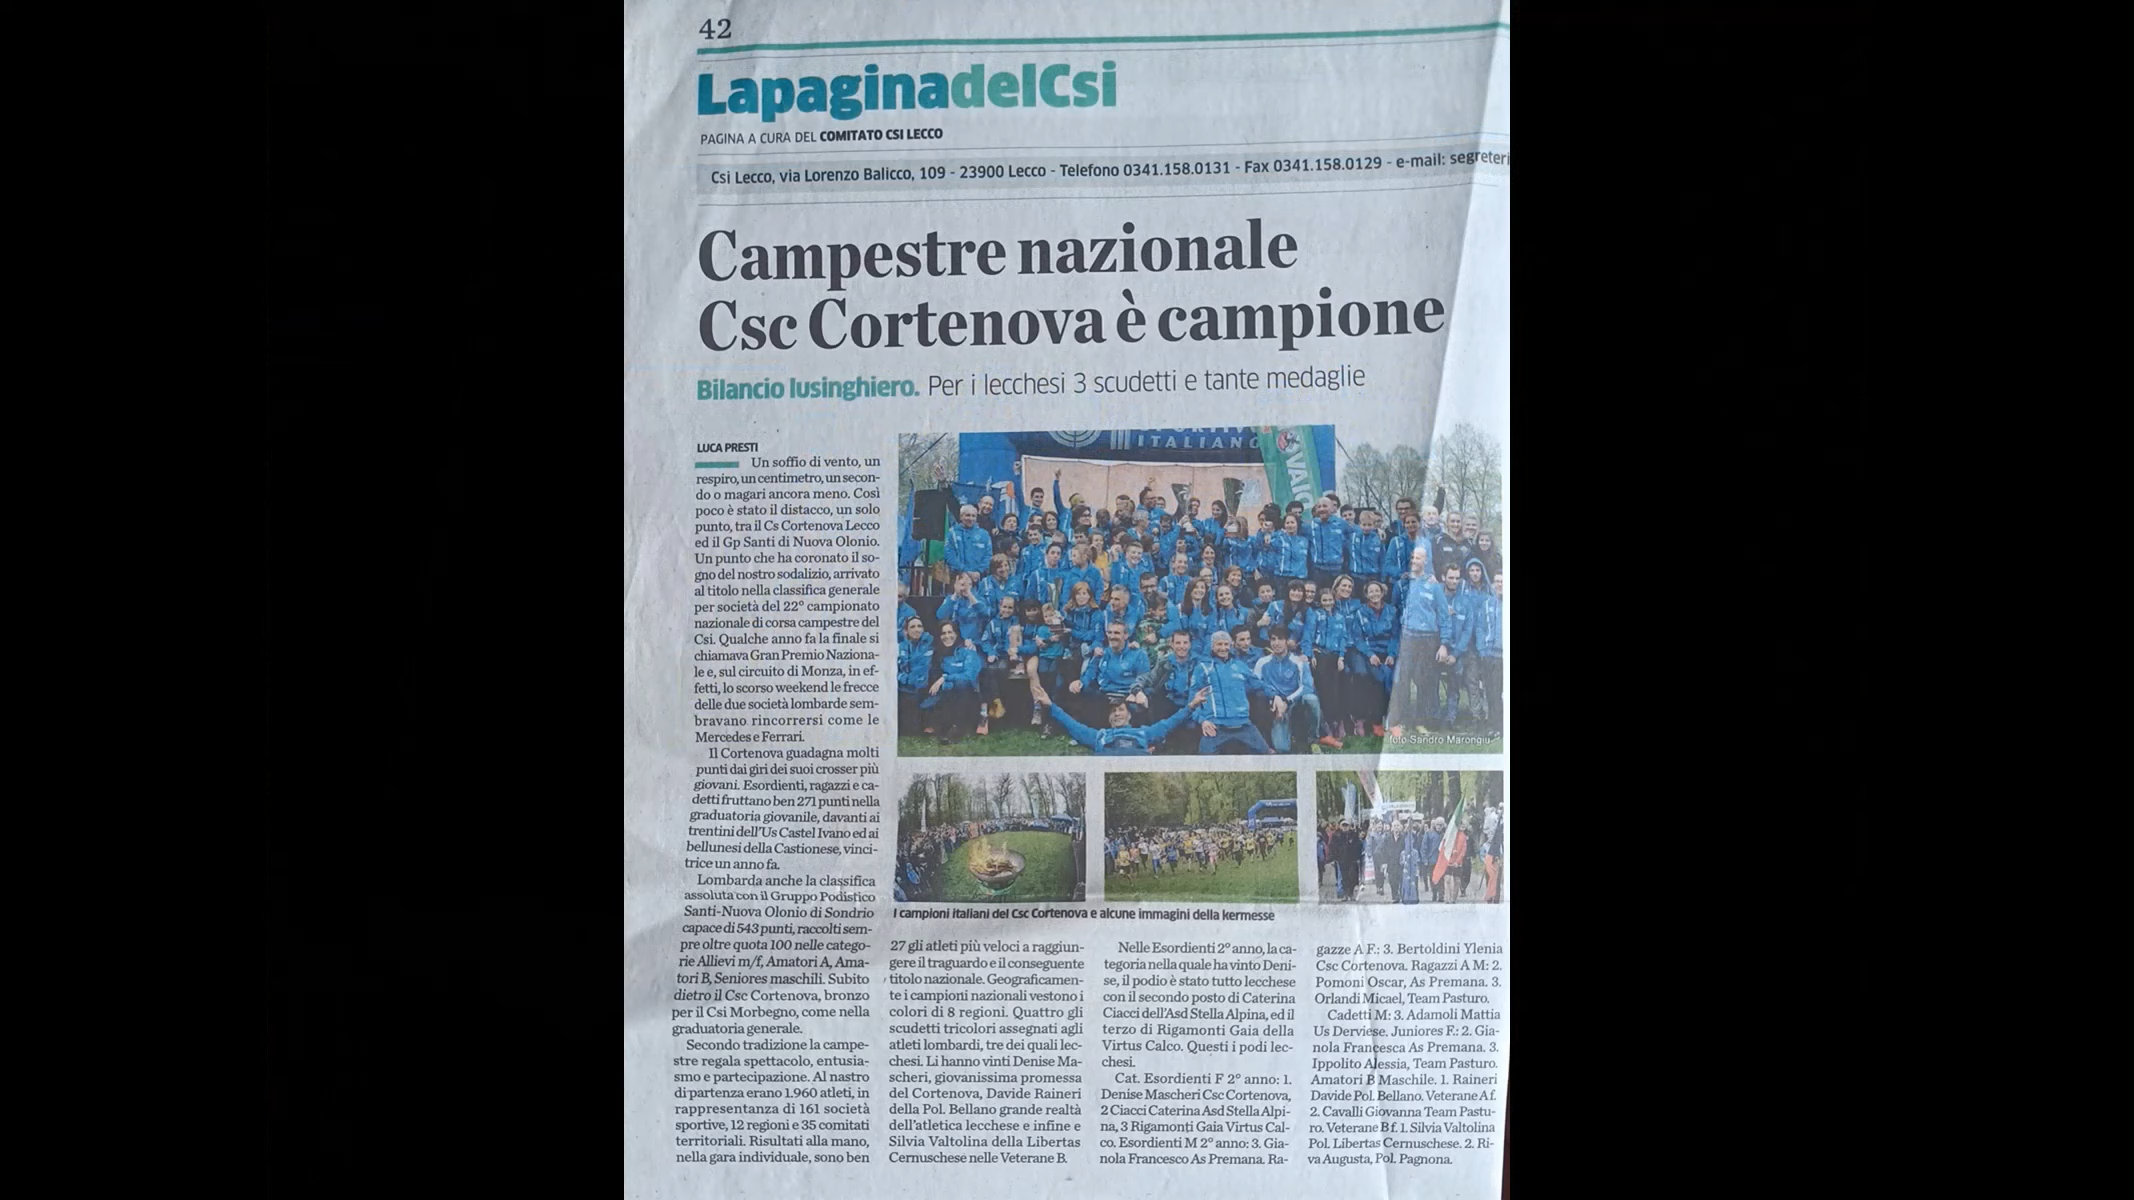 42
LapaginadelCsi
PAGINA A CURA DEL COMITATO CSI LECCO
Csi Lecco, via Lorenzo Balicco, 109 - 23900 Lecco - Telefono 0341.158.0131 - Fax 0341.158.0129 - e-mail: segreteri
Campestre nazionale
Csc Cortenova è campione
Bilancio lusinghiero. Per i lecchesi 3 scudetti e tante medaglie
LUCA PRESTI
Un soffio di vento, un
respiro, un centimetro, un secon-
do o magari ancora meno. Così
poco è stato il distacco, un solo
punto, tra il Cs Cortenova Lecco
ed il Gp Santi di Nuova Olonio.
Un punto che ha coronato il so-
gno del nostro sodalizio, arrivato
al titolo nella classifica generale
per società del 22° campionato
nazionale di corsa campestre del
Csi. Qualche anno fa la finale si
chiamava Gran Premio Naziona-
le e, sul circuito di Monza, in ef-
fetti, lo scorso weekend le frecce
delle due società lombarde sem-
bravano rincorrersi come le
Mercedes e Ferrari.
Il Cortenova guadagna molti
punti dai giri dei suoi crosser più
giovani. Esordienti, ragazzi e ca-
detti fruttano ben 271 punti nella
graduatoria giovanile, davanti ai
trentini dell'Us Castel Ivano ed ai
bellunesi della Castionese, vinci-
trice un anno fa.
Lombarda anche la classifica
assoluta con il Gruppo Podistico
Santi-Nuova Olonio di Sondrio
capace di 543 punti, raccolti sem-
pre oltre quota 100 nelle catego-
rie Allievi m/f, Amatori A, Ama-
tori B, Seniores maschili. Subito
dietro il Csc Cortenova, bronzo
per il Csi Morbegno, come nella
graduatoria generale.
Secondo tradizione la campe-
stre regala spettacolo, entusia-
smo e partecipazione. Al nastro
di partenza erano 1.960 atleti, in
rappresentanza di 161 società
sportive, 12 regioni e 35 comitati
territoriali. Risultati alla mano,
nella gara individuale, sono ben
ITALIANO
foto Sandro Marongiu
I campioni italiani del Csc Cortenova e alcune immagini della kermesse
27 gli atleti più veloci a raggiun-
gere il traguardo e il conseguente
titolo nazionale. Geograficamen-
te i campioni nazionali vestono i
colori di 8 regioni. Quattro gli
scudetti tricolori assegnati agli
atleti lombardi, tre dei quali lec-
chesi. Li hanno vinti Denise Ma-
scheri, giovanissima promessa
del Cortenova, Davide Raineri
della Pol. Bellano grande realtà
dell'atletica lecchese e infine e
Silvia Valtolina della Libertas
Cernuschese nelle Veterane B.
Nelle Esordienti 2° anno, la ca-
tegoria nella quale ha vinto Deni-
se, il podio è stato tutto lecchese
con il secondo posto di Caterina
Ciacci dell'Asd Stella Alpina, ed il
terzo di Rigamonti Gaia della
Virtus Calco. Questi i podi lec-
chesi.
Cat. Esordienti F 2° anno: 1.
Denise Mascheri Csc Cortenova,
2 Ciacci Caterina Asd Stella Alpi-
na, 3 Rigamonti Gaia Virtus Cal-
co. Esordienti M 2° anno: 3. Gia-
nola Francesco As Premana. Ra-
gazze A F.: 3. Bertoldini Ylenia
Csc Cortenova. Ragazzi A M: 2.
Pomoni Oscar, As Premana. 3.
Orlandi Micael, Team Pasturo.
Cadetti M: 3. Adamoli Mattia
Us Derviese. Juniores F.: 2. Gia-
nola Francesca As Premana. 3.
Ippolito Alessia, Team Pasturo.
Amatori B Maschile. 1. Raineri
Davide Pol. Bellano. Veterane A f.
2. Cavalli Giovanna Team Pastu-
ro. Veterane B f. 1. Silvia Valtolina
Pol. Libertas Cernuschese. 2. Ri-
va Augusta, Pol. Pagnona.